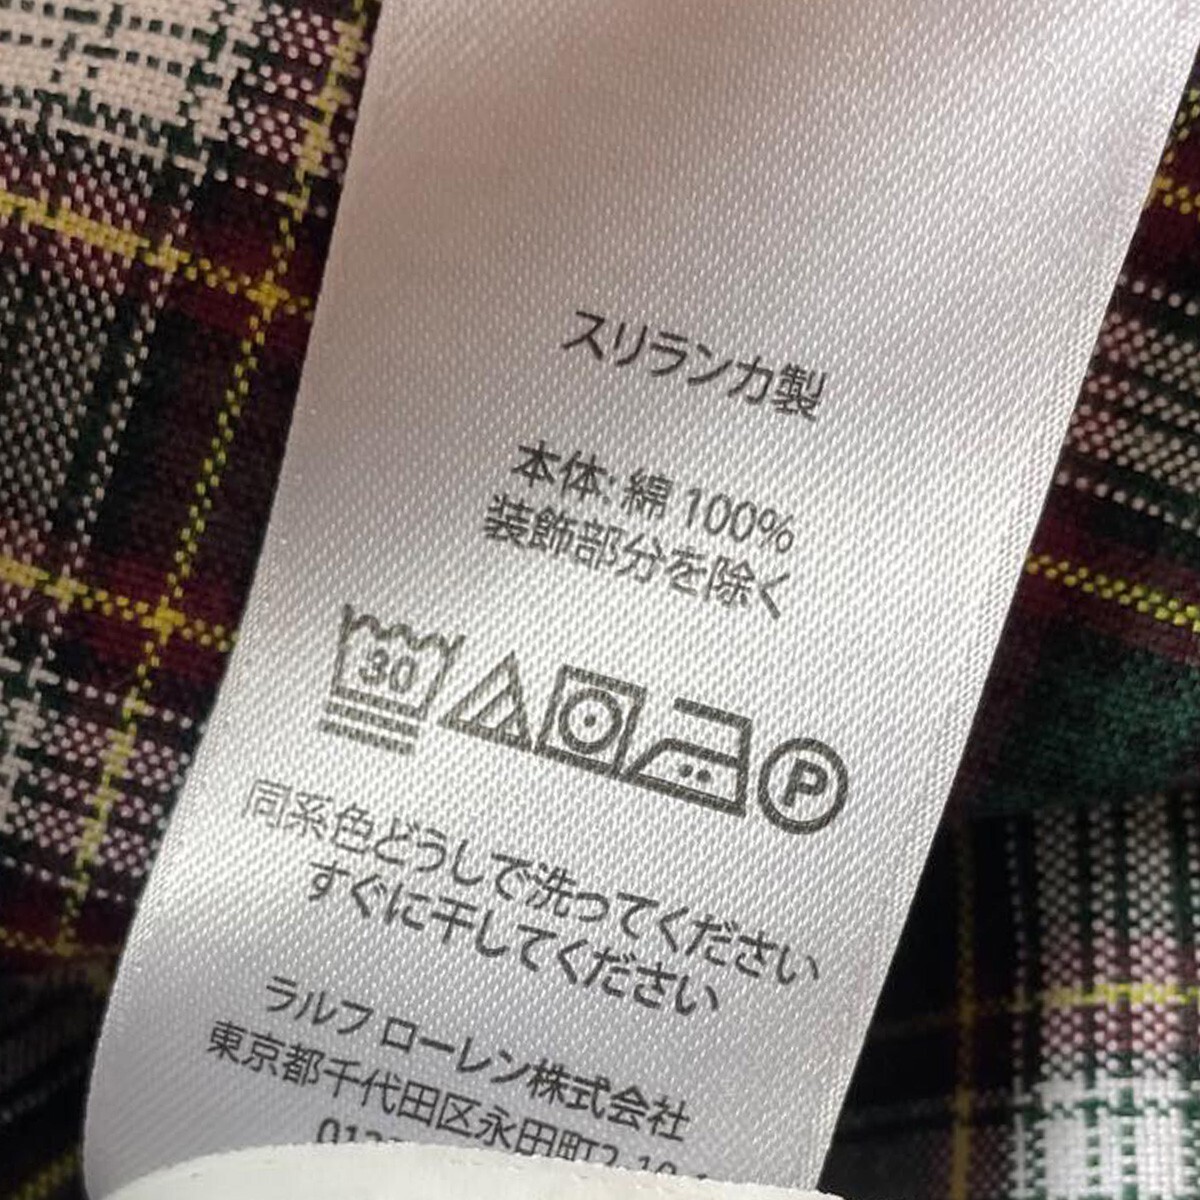 スリランカ製
本体: 綿 100%
装飾部分を除く
30
P
同系色どうしで洗ってください
すぐに干してください
ラルフ ローレン株式会社
東京都千代田区永田町2-10-